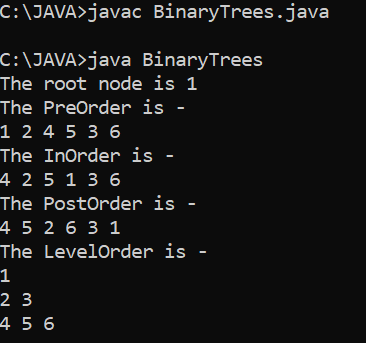 C:\JAVA>javac BinaryTrees.java
C:\JAVA>java BinaryTrees
The root node is 1
The PreOrder is -
1 2 4 5 3 6
The InOrder is -
4 2 5 1 3 6
The PostOrder is -
4 5 2 6 3 1
The LevelOrder is -
1
2 3
4 5 6